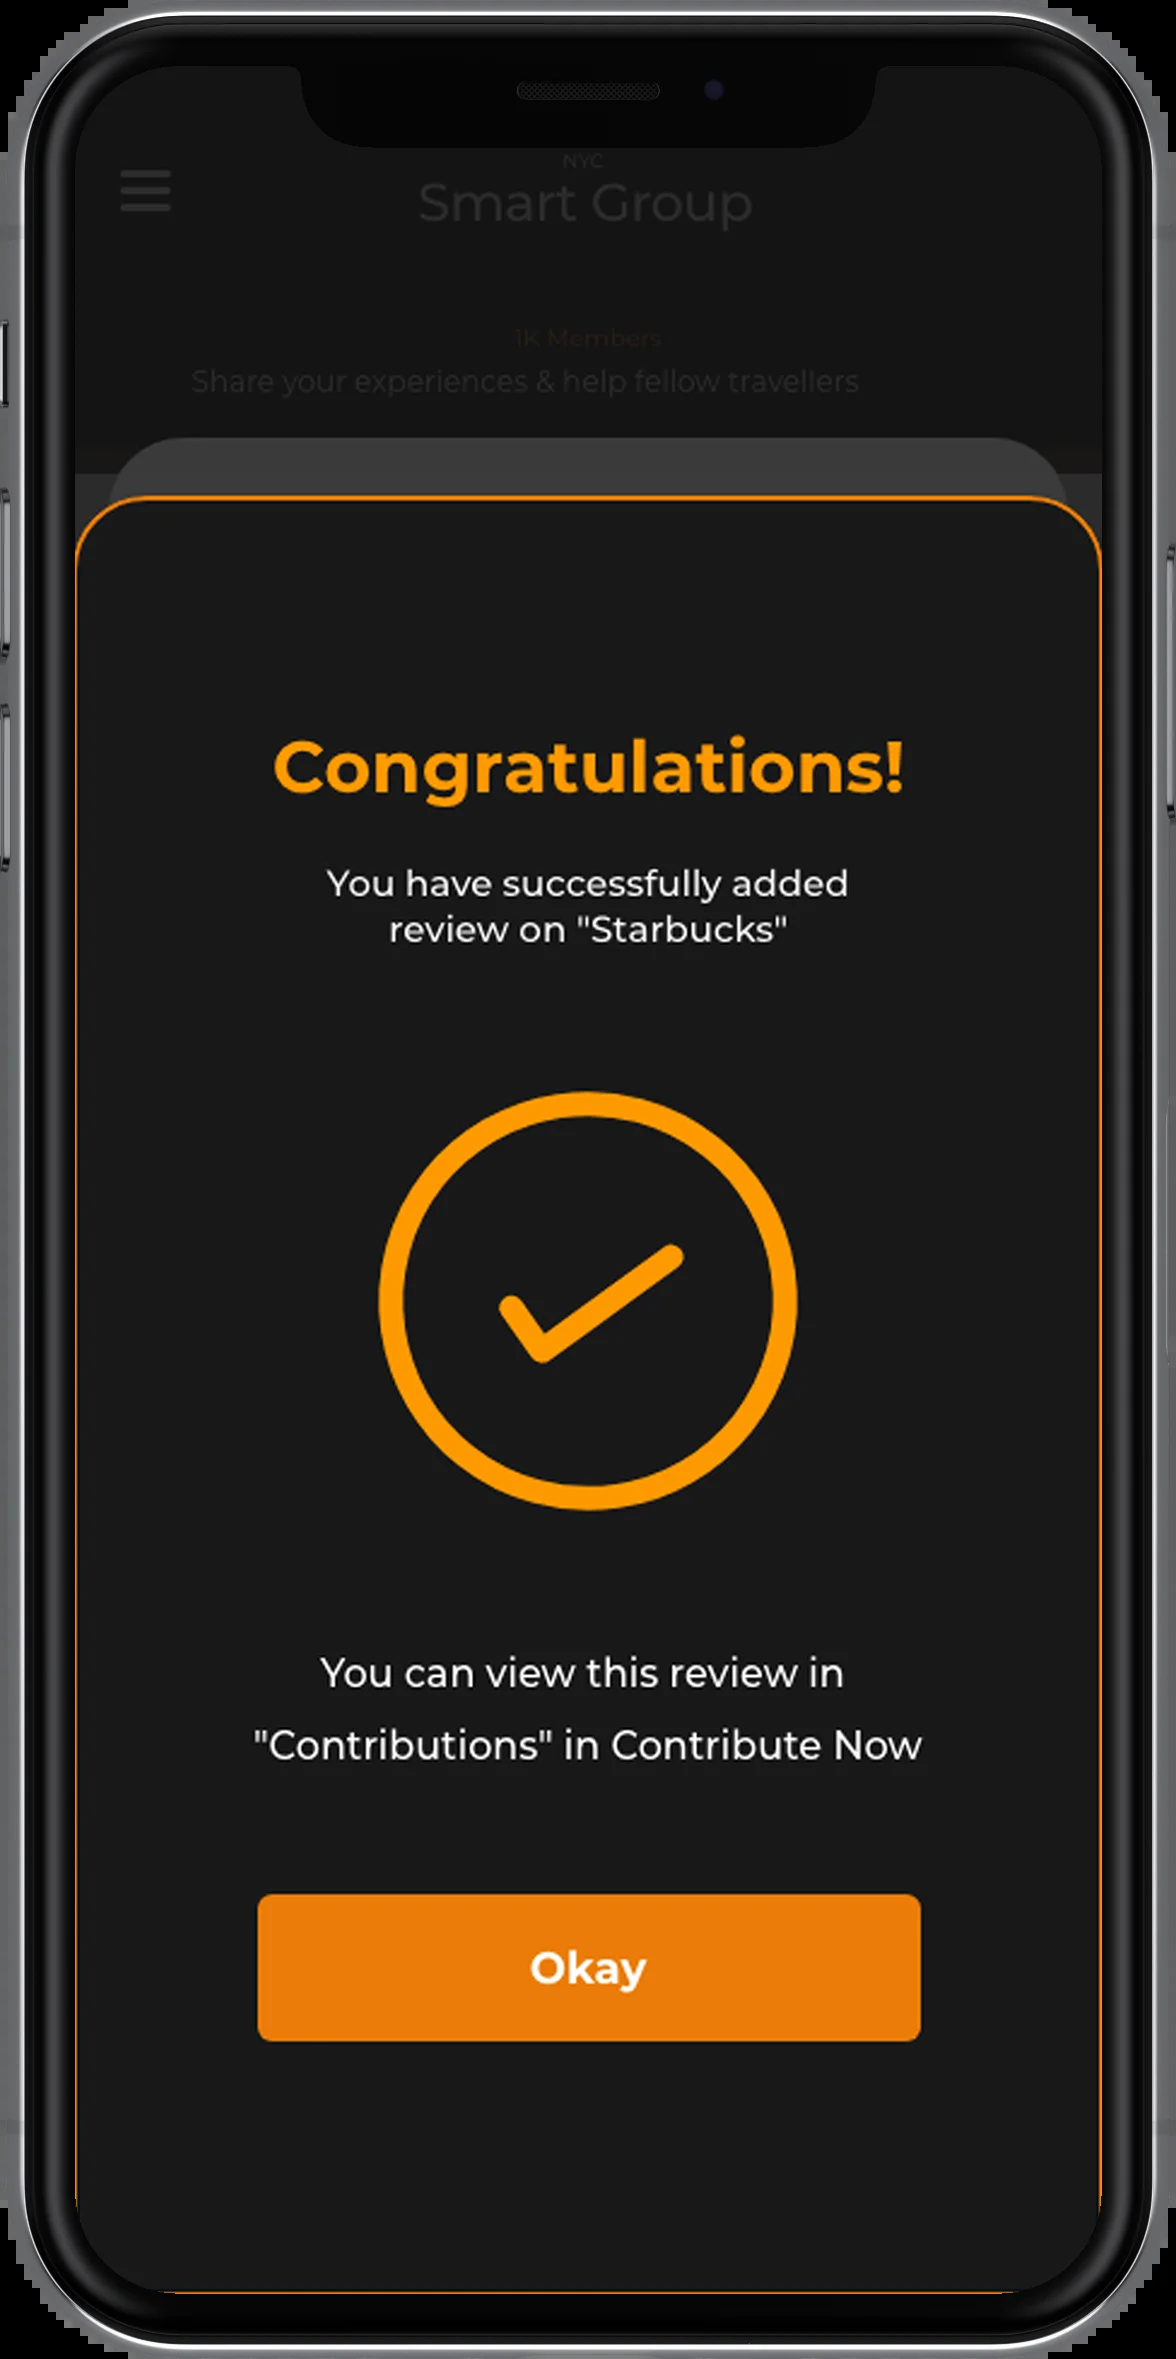 NYC
Smart Group
1K Members
Share your experiences & help fellow travellers
Congratulations!
You have successfully added
review on "Starbucks"
You can view this review in
"Contributions" in Contribute Now
Okay